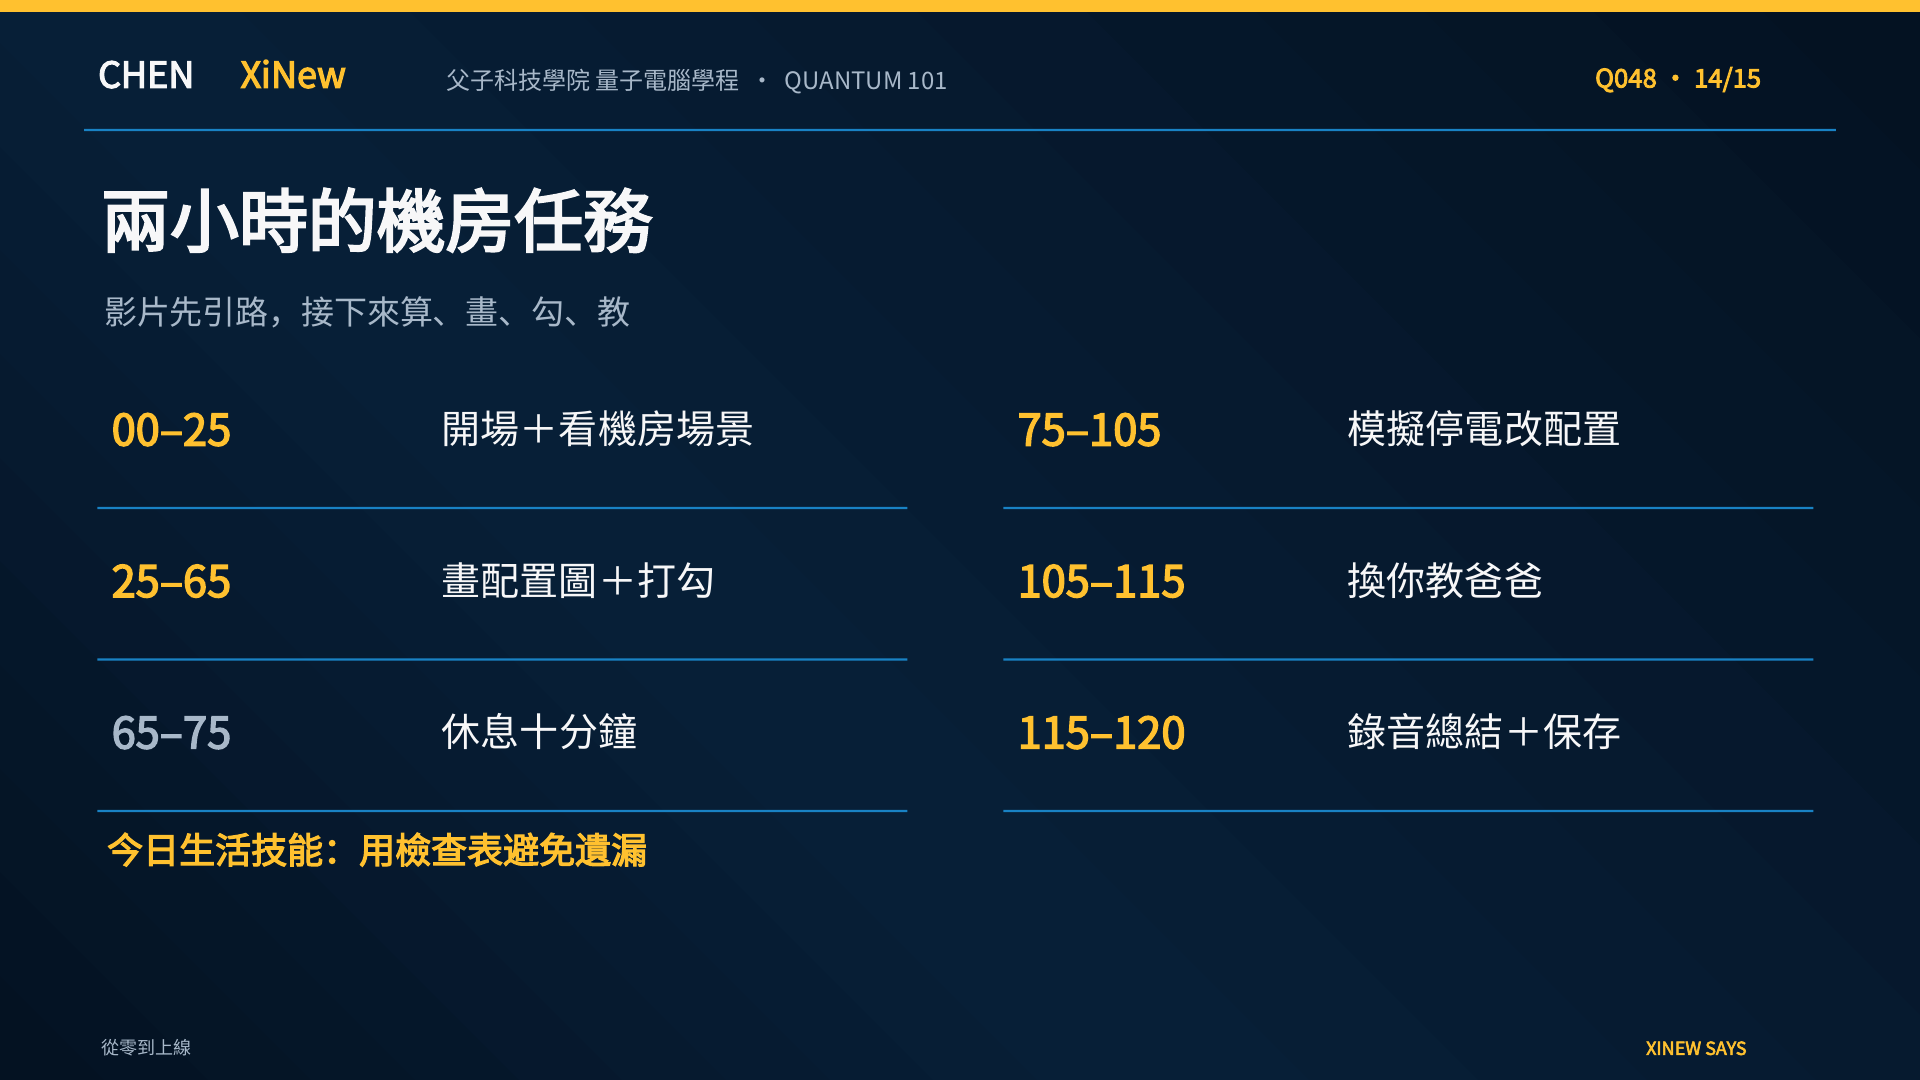 CHEN XiNew 父子科技學院 量子電腦學程 · QUANTUM 101 Q048 · 14/15
兩小時的機房任務
影片先引路，接下來算、畫、勾、教
00–25 開場＋看機房場景
25–65 畫配置圖＋打勾
65–75 休息十分鐘
75–105 模擬停電改配置
105–115 換你教爸爸
115–120 錄音總結＋保存
今日生活技能：用檢查表避免遺漏
從零到上線
XINEW SAYS